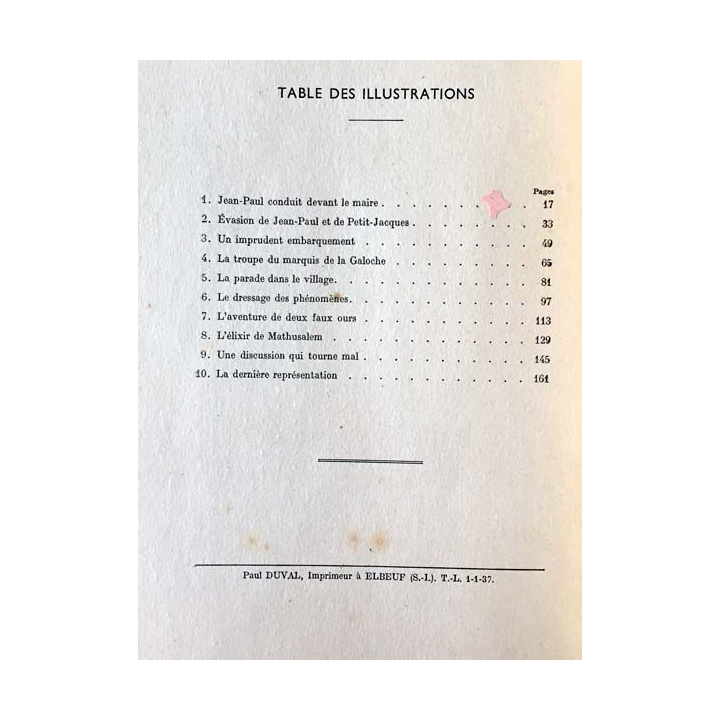 TABLE DES ILLUSTRATIONS
Pages
1. Jean-Paul conduit devant le maire . . . . . . . . 17
2. Évasion de Jean-Paul et de Petit-Jacques . . . . . . . 33
3. Un imprudent embarquement . . . . . . . . . 49
4. La troupe du marquis de la Galoche . . . . . . . . 65
5. La parade dans le village. . . . . . . . . . . 81
6. Le dressage des phénomènes. . . . . . . . . . 97
7. L'aventure de deux faux ours . . . . . . . . . 113
8. L'élixir de Mathusalem . . . . . . . . . . . 129
9. Une discussion qui tourne mal . . . . . . . . . 145
10. La dernière représentation . . . . . . . . . . 161
Paul DUVAL, Imprimeur à ELBEUF (S.-I.). T.-L. 1-1-37.